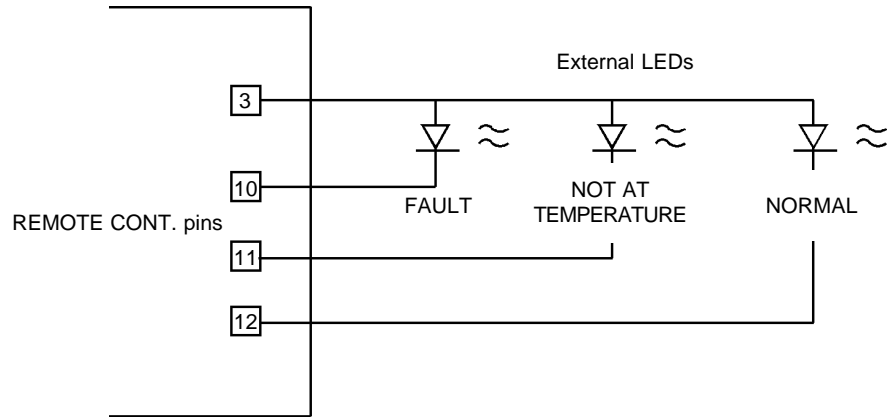 External LEDs
3
10
FAULT
NOT AT
TEMPERATURE
NORMAL
REMOTE CONT. pins
11
12